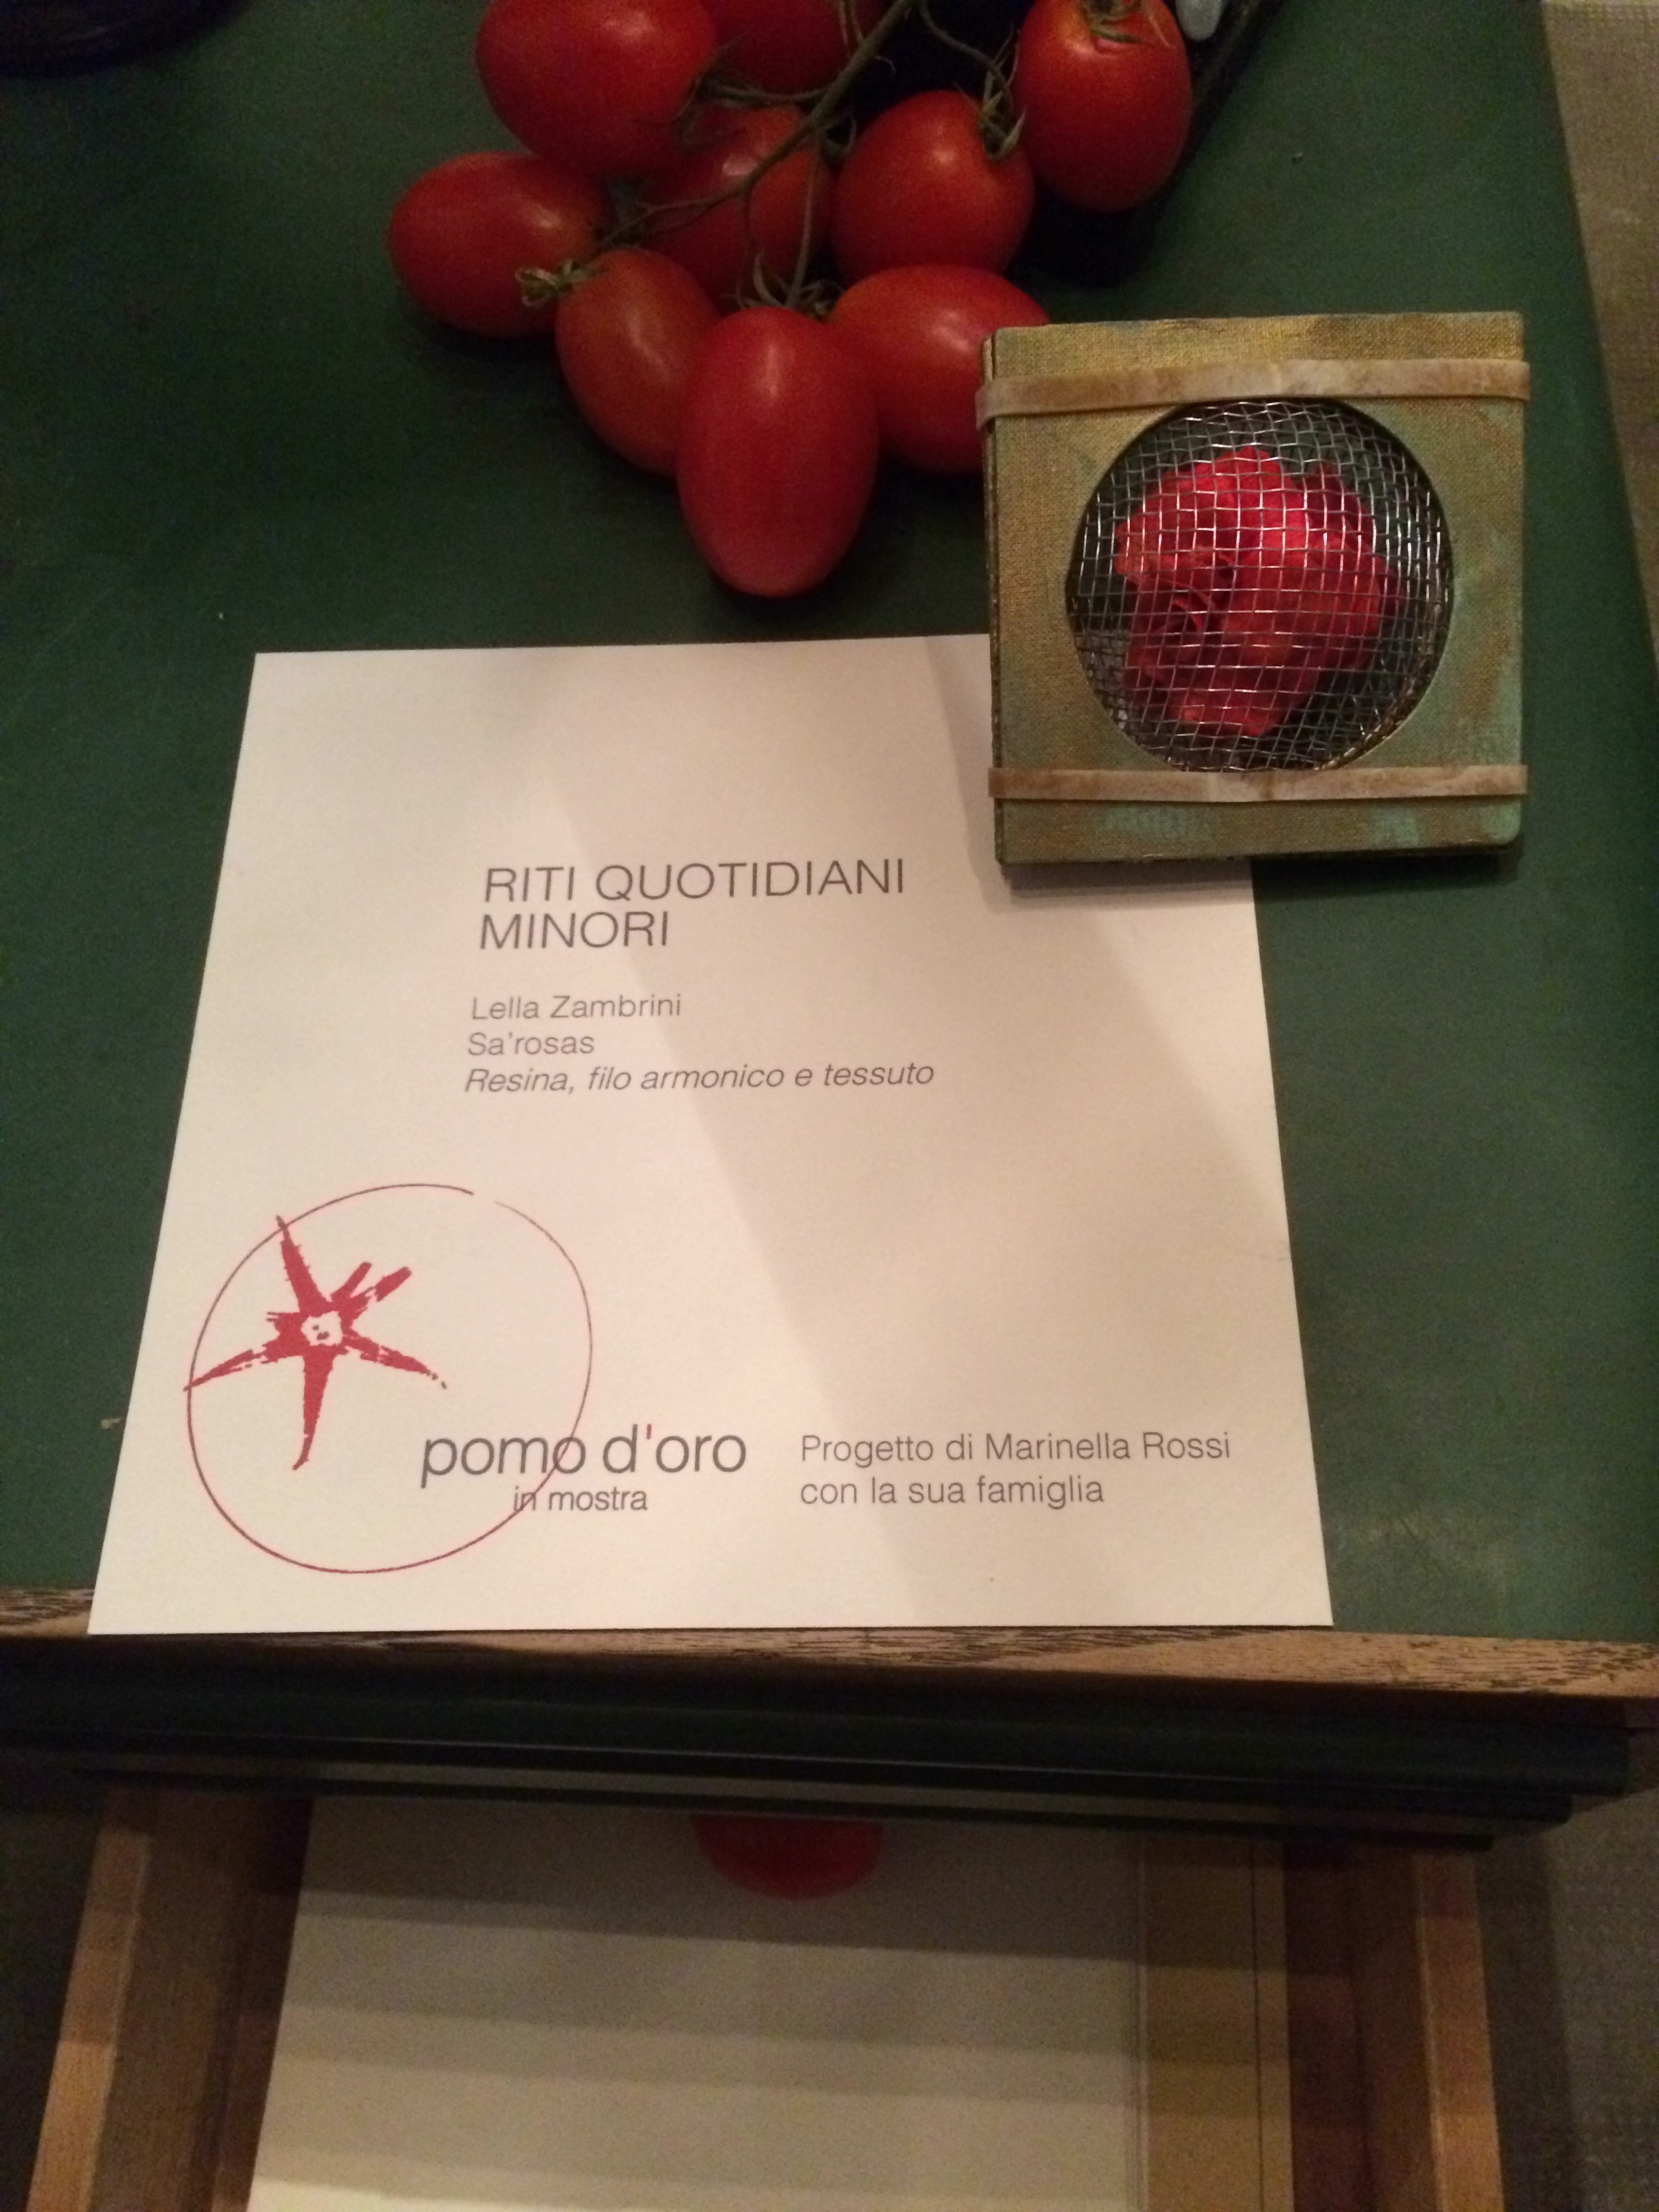 RITI QUOTIDIANI
MINORI
Lella Zambrini
Sa'rosas
Resina, filo armonico e tessuto
pomo d'oro
in mostra
Progetto di Marinella Rossi
con la sua famiglia